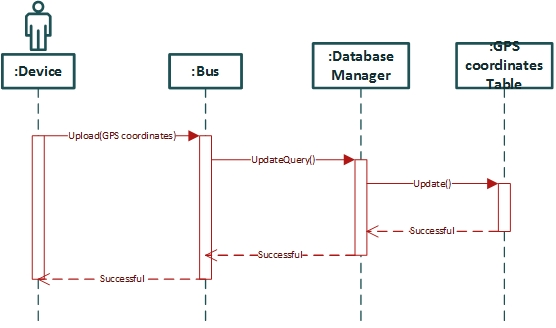 :Device
:Bus
:Database
Manager
:GPS
coordinates
Table
Upload(GPS coordinates)
UpdateQuery()
Update()
Successful
Successful
Successful